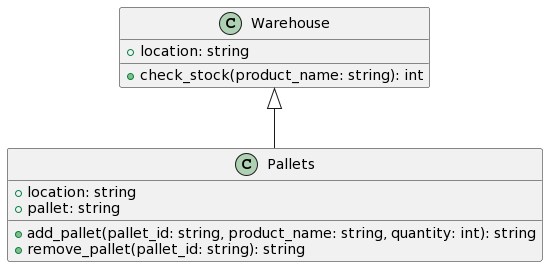 C Warehouse
location: string
check_stock(product_name: string): int
C Pallets
location: string
pallet: string
add_pallet(pallet_id: string, product_name: string, quantity: int): string
remove_pallet(pallet_id: string): string